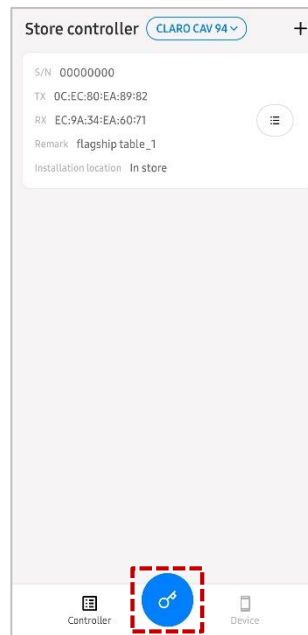 Store controller CLARO CAV 94 +
S/N 00000000
TX 0C:EC:80:EA:89:82
RX EC:9A:34:EA:60:71
Remark flagship table_1
Installation location In store
Controller
Device